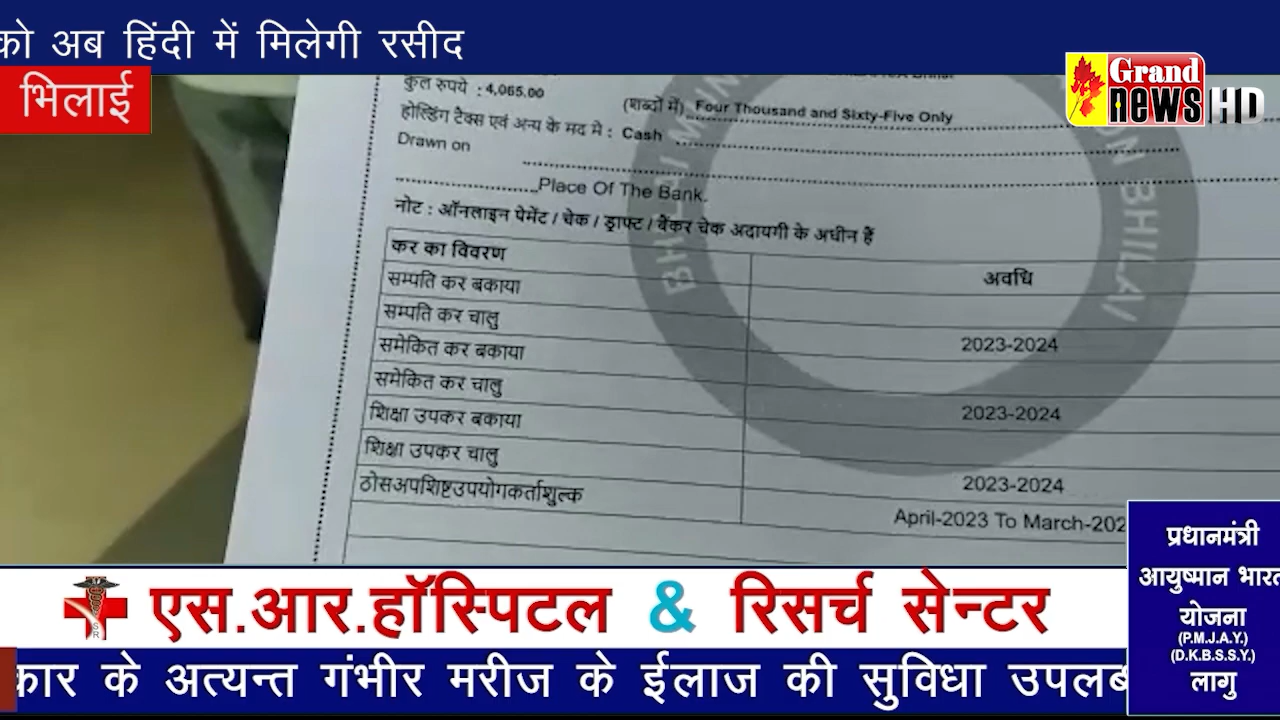 को अब हिंदी में मिलेगी रसीद
भिलाई
Grand
news HD
कुल रुपये : 4,065.00
(शब्दों में) Four Thousand and Sixty-Five Only
होल्डिंग टैक्स एवं अन्य के मद मे : Cash
Drawn on
Place Of The Bank.
नोट : ऑनलाइन पेमेंट / चेक / ड्राफ्ट / बैंकर चेक अदायगी के अधीन हैं
कर का विवरण अवधि
सम्पति कर बकाया
सम्पति कर चालु 2023-2024
समेकित कर बकाया
समेकित कर चालु 2023-2024
शिक्षा उपकर बकाया
शिक्षा उपकर चालु 2023-2024
ठोसअपशिष्टउपयोगकर्ताशुल्क April-2023 To March-202
BHILAI
ON BHILAI
एस.आर.हॉस्पिटल & रिसर्च सेन्टर
कार के अत्यन्त गंभीर मरीज के ईलाज की सुविधा उपलब
प्रधानमंत्री
आयुष्मान भारत
योजना
(P.M.J.A.Y.)
(D.K.B.S.S.Y.)
लागु